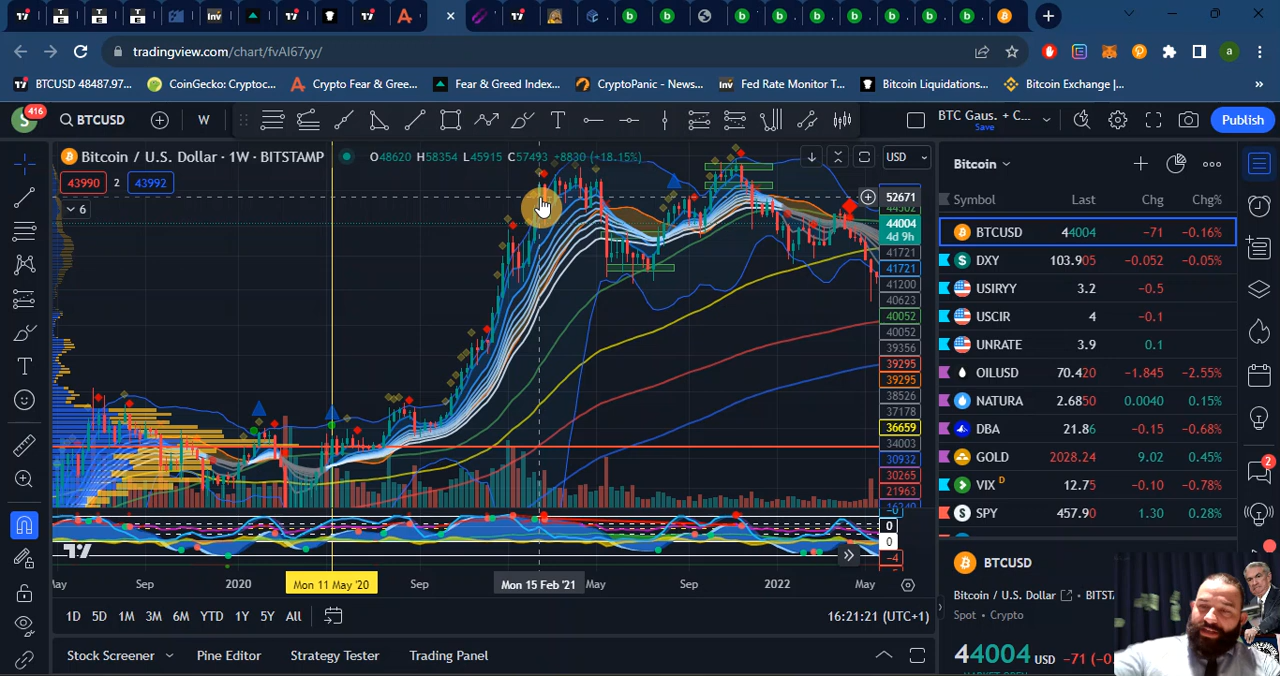 tradingview.com/chart/fvAI67yy/
BTCUSD 48487.97...
CoinGecko: Cryptoc...
Crypto Fear & Gree...
Fear & Greed Index...
CryptoPanic - News...
Fed Rate Monitor T...
Bitcoin Liquidations...
Bitcoin Exchange |...
»
416
BTCUSD
W
BTC Gaus. + C...
Save
Publish
Bitcoin / U.S. Dollar · 1W · BITSTAMP
O48620 H58354 L45915 C57493 +8830 (+18.15%)
USD
43990 2 43992
6
52671
44302
44004
4d 9h
41721
41721
41200
40623
40052
40052
39356
39295
39295
38526
37178
36659
34003
30932
30265
21963
0
0
-4
May Sep 2020 Mon 11 May '20 Sep Mon 15 Feb '21 May Sep 2022 May
1D 5D 1M 3M 6M YTD 1Y 5Y All
16:21:21 (UTC+1)
Stock Screener Pine Editor Strategy Tester Trading Panel
Bitcoin
Symbol Last Chg Chg%
BTCUSD 44004 -71 -0.16%
DXY 103.905 -0.052 -0.05%
USIRYY 3.2 -0.5
USCIR 4 -0.1
UNRATE 3.9 0.1
OILUSD 70.420 -1.845 -2.55%
NATURA 2.6850 0.0040 0.15%
DBA 21.86 -0.15 -0.68%
GOLD 2028.24 9.02 0.45%
VIX D 12.75 -0.10 -0.78%
SPY 457.90 1.30 0.28%
BTCUSD
Bitcoin / U.S. Dollar
Spot · Crypto
44004 USD -71
2